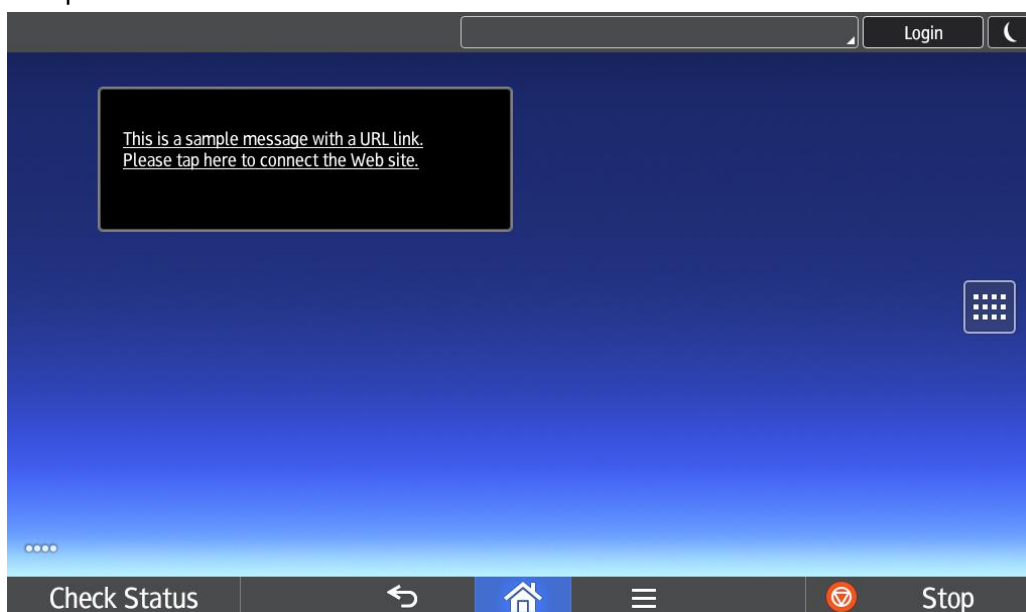 Login
This is a sample message with a URL link.
Please tap here to connect the Web site.
Check Status
Stop